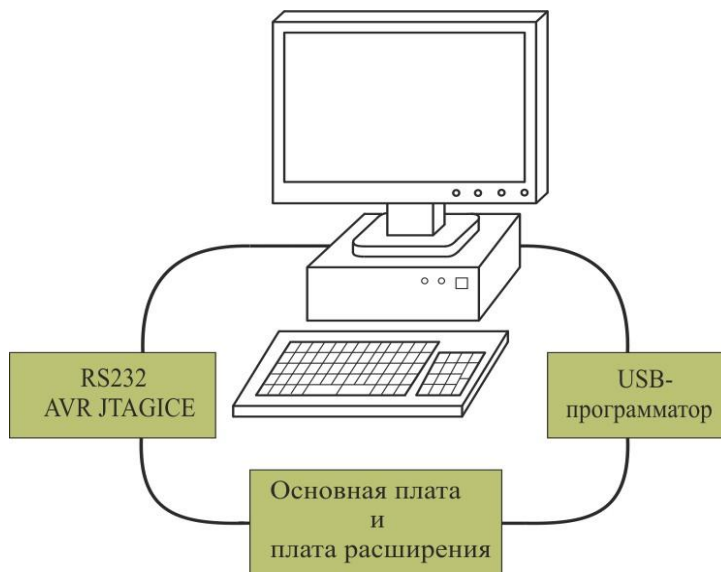 RS232
AVR JTAGICE
USB-
программатор
Основная плата
и
плата расширения